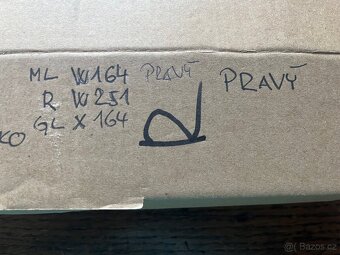 ML W164 PRAVÝ PRAVÝ
R W251
GL X164
KO
© Bazos.cz